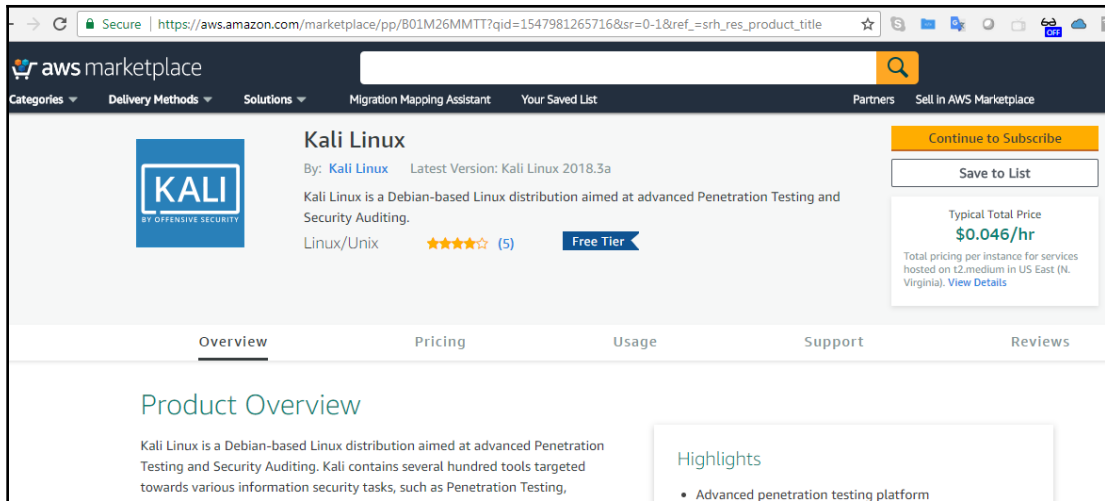 Secure | https://aws.amazon.com/marketplace/pp/B01M26MMTT?qid=1547981265716&sr=0-1&ref_=srh_res_product_title
OFF
aws marketplace
Categories Delivery Methods Solutions Migration Mapping Assistant Your Saved List Partners Sell in AWS Marketplace
KALI
BY OFFENSIVE SECURITY
Kali Linux
By: Kali Linux Latest Version: Kali Linux 2018.3a
Kali Linux is a Debian-based Linux distribution aimed at advanced Penetration Testing and
Security Auditing.
Linux/Unix (5) Free Tier
Continue to Subscribe
Save to List
Typical Total Price
$0.046/hr
Total pricing per instance for services
hosted on t2.medium in US East (N.
Virginia). View Details
Overview Pricing Usage Support Reviews
Product Overview
Kali Linux is a Debian-based Linux distribution aimed at advanced Penetration
Testing and Security Auditing. Kali contains several hundred tools targeted
towards various information security tasks, such as Penetration Testing,
Highlights
• Advanced penetration testing platform